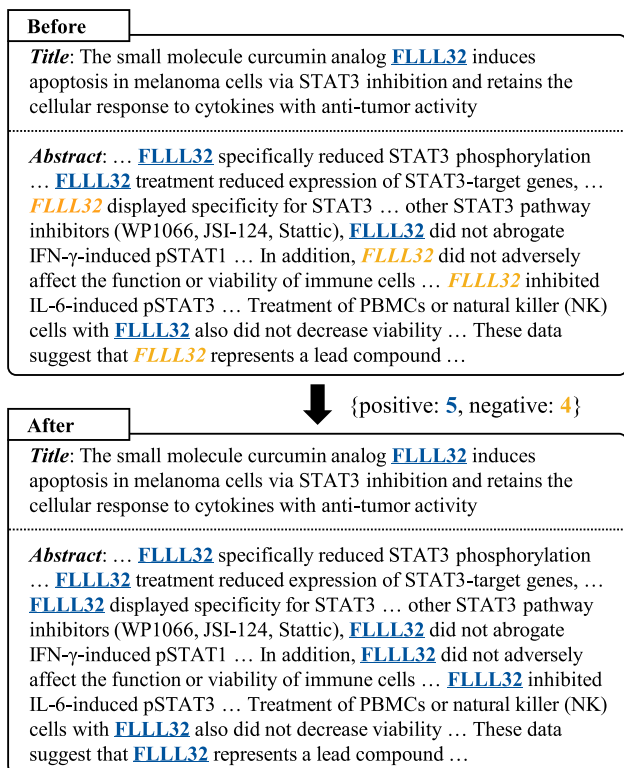 Before
Title: The small molecule curcumin analog FLLL32 induces
apoptosis in melanoma cells via STAT3 inhibition and retains the
cellular response to cytokines with anti-tumor activity
Abstract: … FLLL32 specifically reduced STAT3 phosphorylation
… FLLL32 treatment reduced expression of STAT3-target genes, …
FLLL32 displayed specificity for STAT3 … other STAT3 pathway
inhibitors (WP1066, JSI-124, Stattic), FLLL32 did not abrogate
IFN-γ-induced pSTAT1 … In addition, FLLL32 did not adversely
affect the function or viability of immune cells … FLLL32 inhibited
IL-6-induced pSTAT3 … Treatment of PBMCs or natural killer (NK)
cells with FLLL32 also did not decrease viability … These data
suggest that FLLL32 represents a lead compound …
{positive: 5, negative: 4}
After
Title: The small molecule curcumin analog FLLL32 induces
apoptosis in melanoma cells via STAT3 inhibition and retains the
cellular response to cytokines with anti-tumor activity
Abstract: … FLLL32 specifically reduced STAT3 phosphorylation
… FLLL32 treatment reduced expression of STAT3-target genes, …
FLLL32 displayed specificity for STAT3 … other STAT3 pathway
inhibitors (WP1066, JSI-124, Stattic), FLLL32 did not abrogate
IFN-γ-induced pSTAT1 … In addition, FLLL32 did not adversely
affect the function or viability of immune cells … FLLL32 inhibited
IL-6-induced pSTAT3 … Treatment of PBMCs or natural killer (NK)
cells with FLLL32 also did not decrease viability … These data
suggest that FLLL32 represents a lead compound …